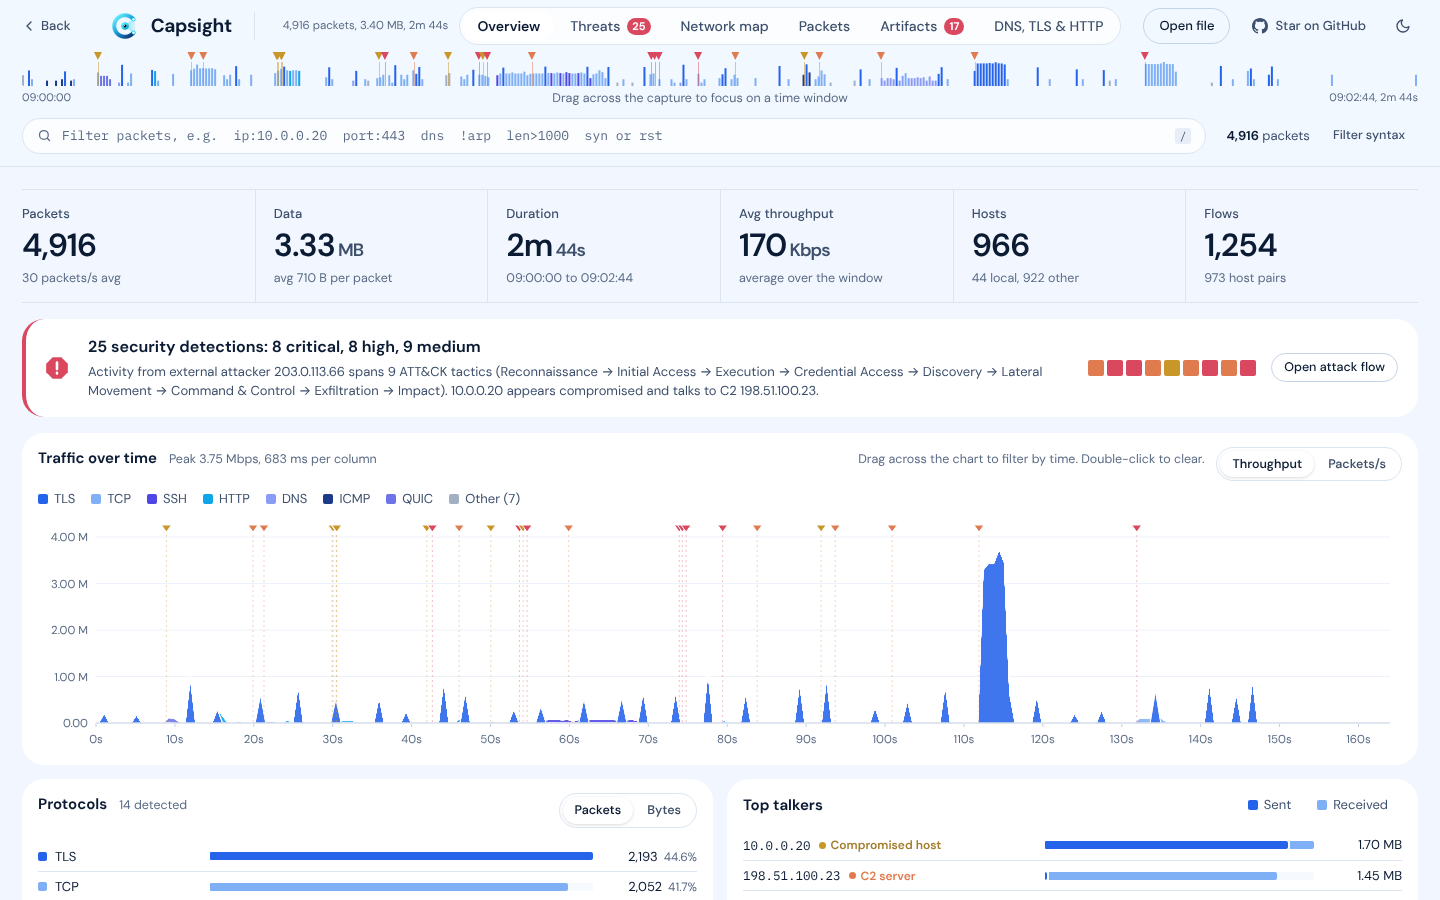 Back
Capsight
4,916 packets, 3.40 MB, 2m 44s
Overview
Threats 25
Network map
Packets
Artifacts 17
DNS, TLS & HTTP
Open file
Star on GitHub
09:00:00
Drag across the capture to focus on a time window
09:02:44, 2m 44s
Filter packets, e.g. ip:10.0.0.20 port:443 dns !arp len>1000 syn or rst
/
4,916 packets
Filter syntax
Packets
4,916
30 packets/s avg
Data
3.33 MB
avg 710 B per packet
Duration
2m 44s
09:00:00 to 09:02:44
Avg throughput
170 Kbps
average over the window
Hosts
966
44 local, 922 other
Flows
1,254
973 host pairs
25 security detections: 8 critical, 8 high, 9 medium
Activity from external attacker 203.0.113.66 spans 9 ATT&CK tactics (Reconnaissance → Initial Access → Execution → Credential Access → Discovery → Lateral
Movement → Command & Control → Exfiltration → Impact). 10.0.0.20 appears compromised and talks to C2 198.51.100.23.
Open attack flow
Traffic over time
Peak 3.75 Mbps, 683 ms per column
Drag across the chart to filter by time. Double-click to clear.
Throughput
Packets/s
TLS
TCP
SSH
HTTP
DNS
ICMP
QUIC
Other (7)
4.00 M
3.00 M
2.00 M
1.00 M
0.00
0s 10s 20s 30s 40s 50s 60s 70s 80s 90s 100s 110s 120s 130s 140s 150s 160s
Protocols
14 detected
Packets
Bytes
TLS
2,193 44.6%
TCP
2,052 41.7%
Top talkers
Sent
Received
10.0.0.20 Compromised host
1.70 MB
198.51.100.23 C2 server
1.45 MB